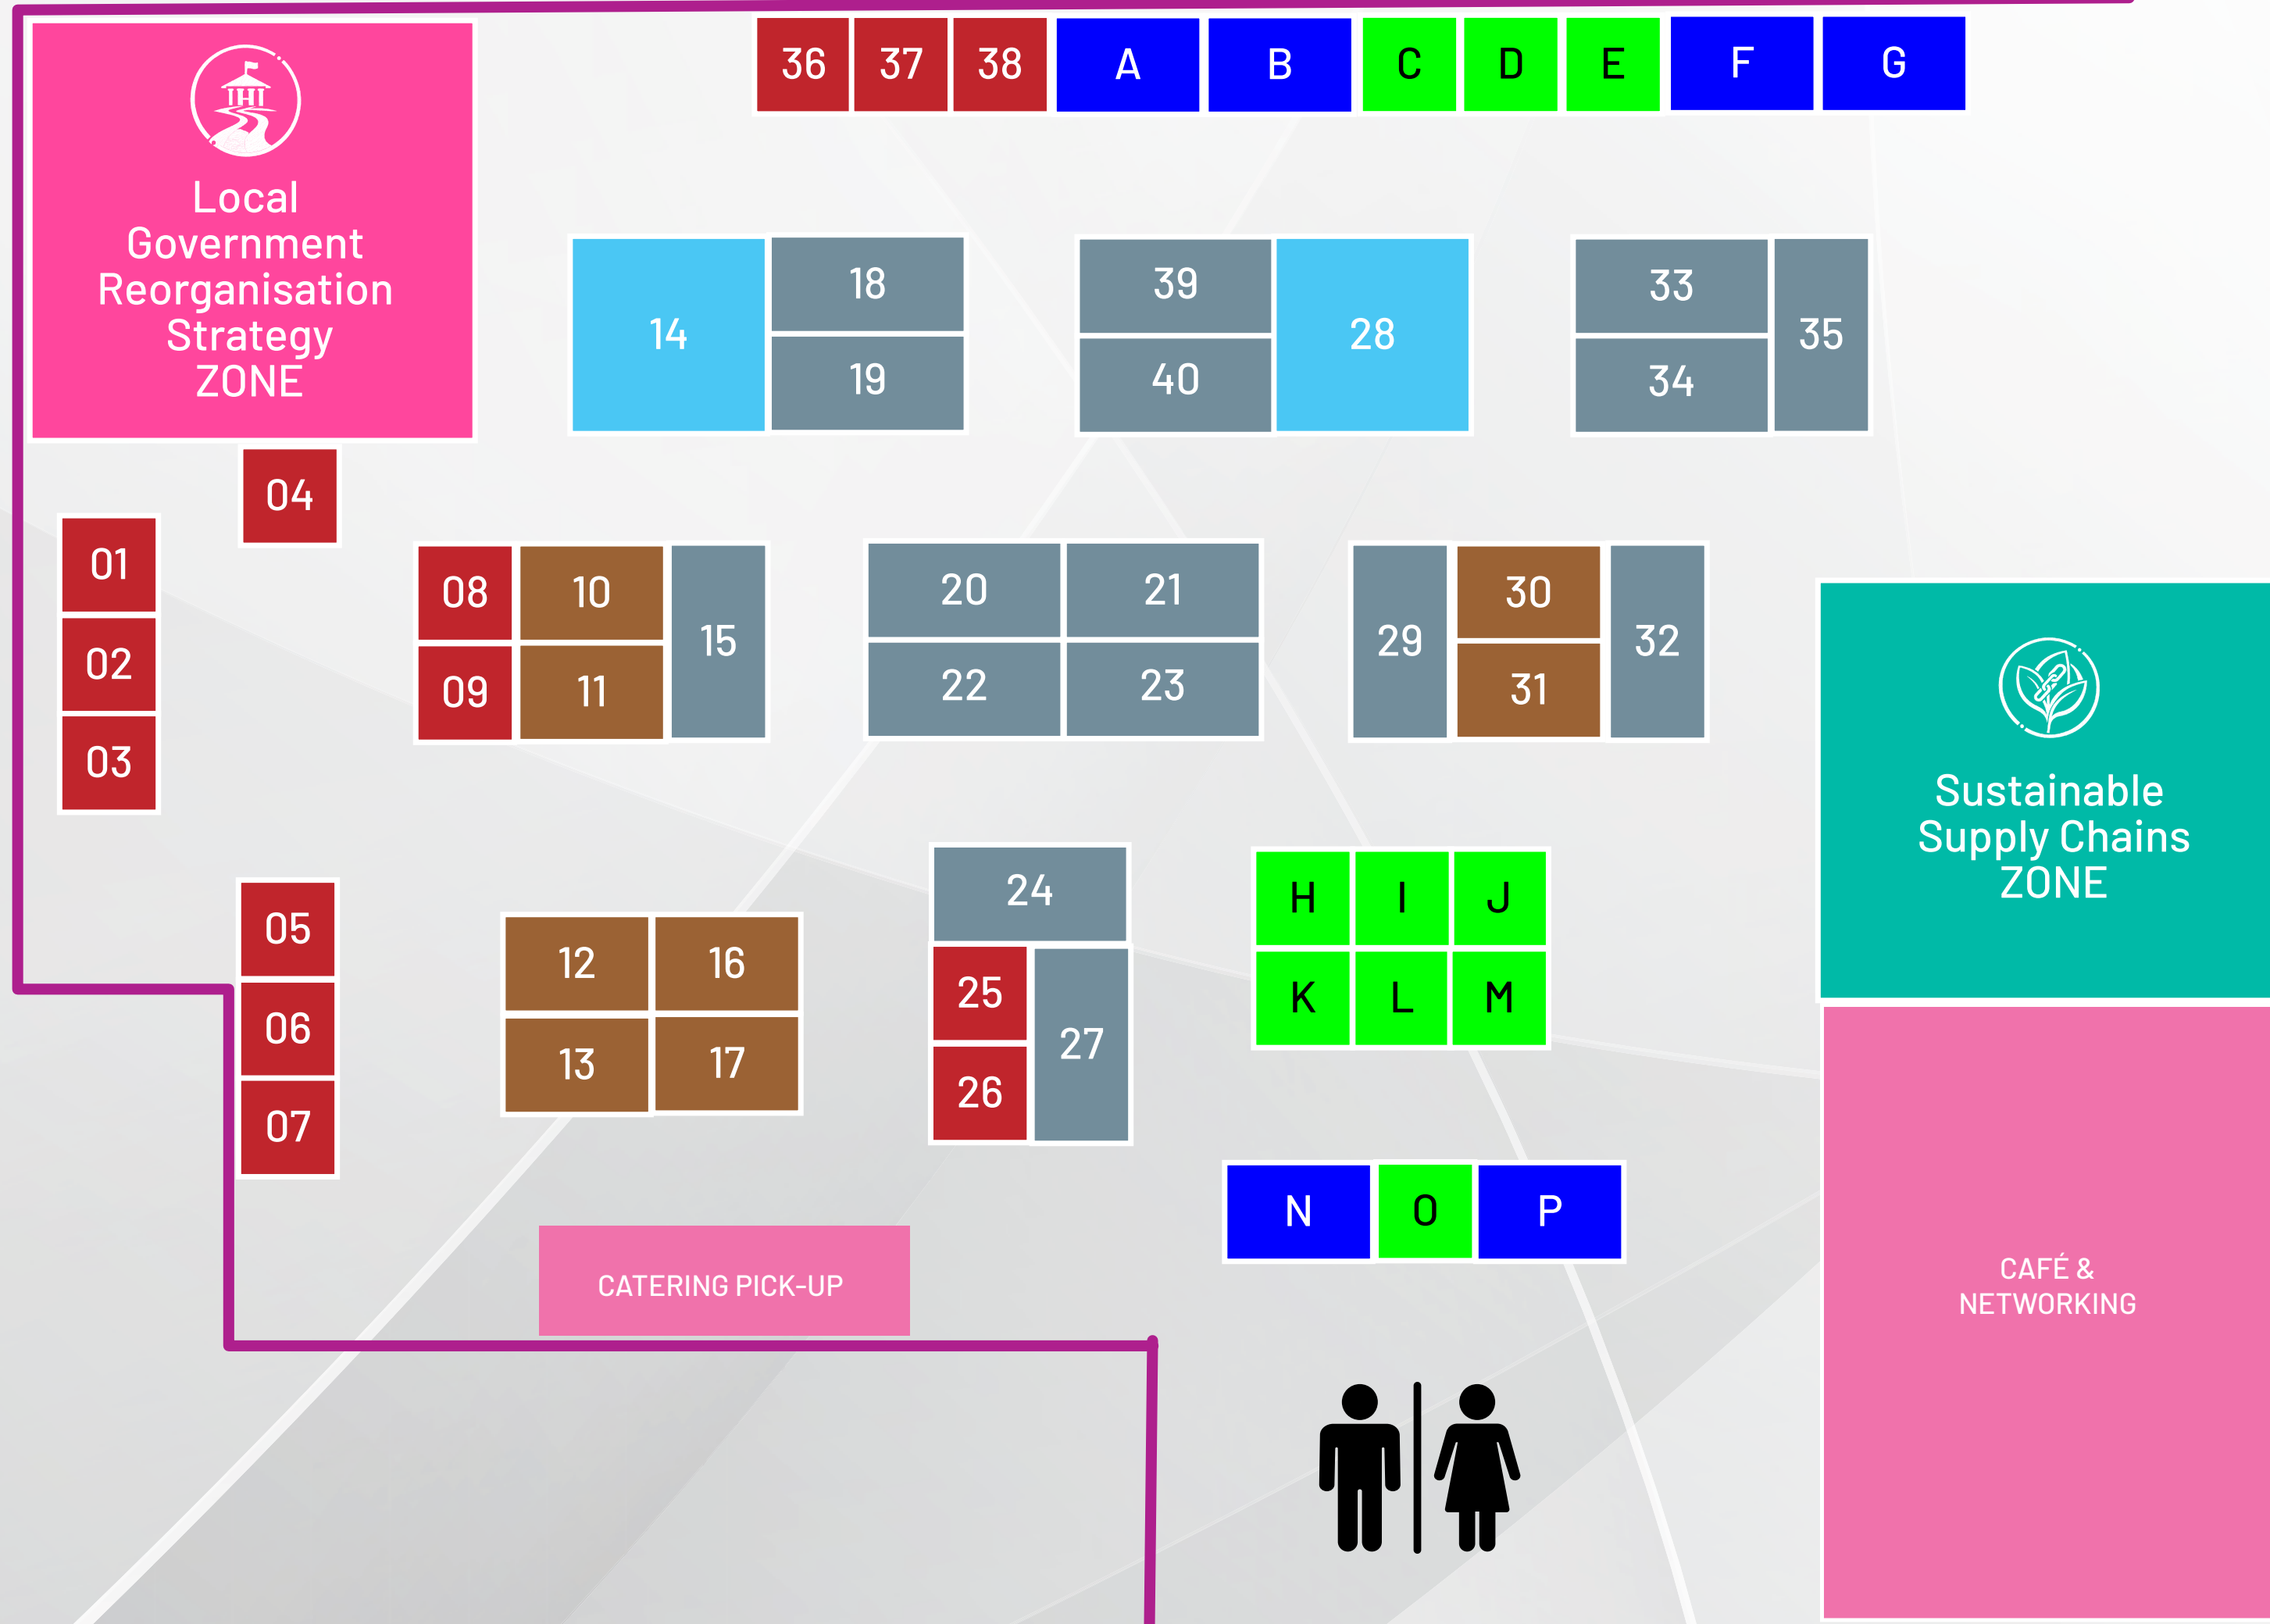 36 37 38 A B C D E F G
Local
Government
Reorganisation
Strategy
ZONE
14 18 39 28 33 35
19 40 34
04
01
02
03
08 10 15 20 21 29 30 32
09 11 22 23 31
Sustainable
Supply Chains
ZONE
24 H I J
05 12 16 25 27 K L M
06 13 17 26
07
N O P
CATERING PICK-UP
CAFÉ &
NETWORKING